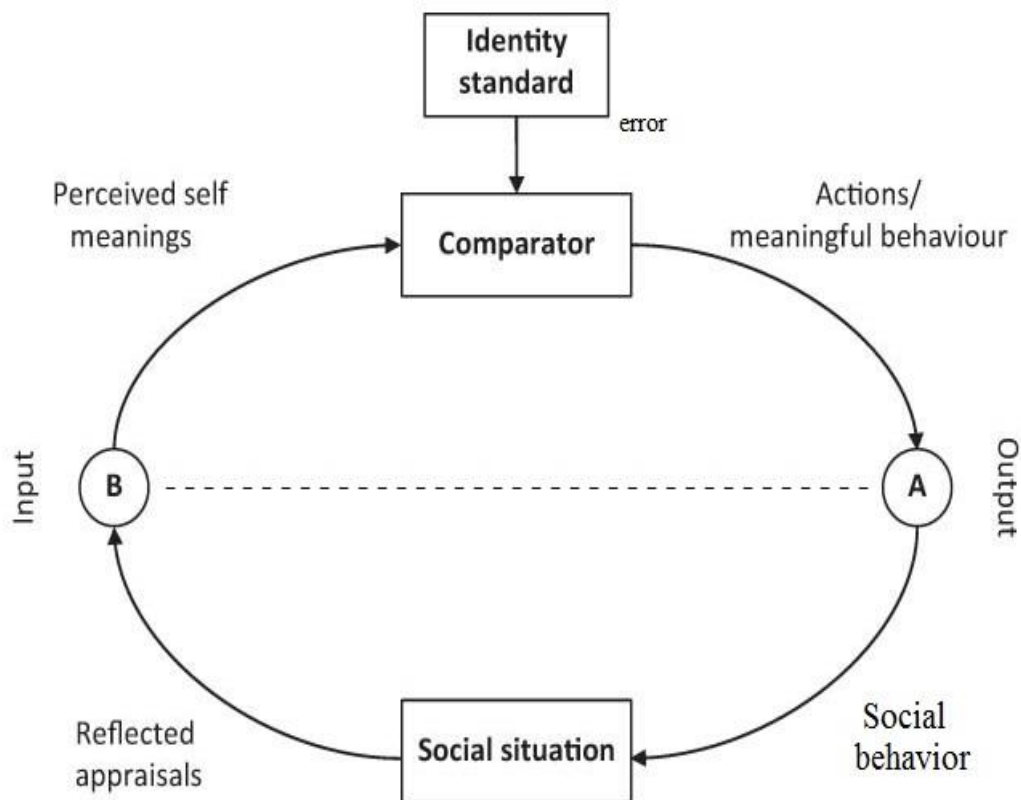 Identity
standard
error
Perceived self
meanings
Comparator
Actions/
meaningful behaviour
Input
B
A
Output
Reflected
appraisals
Social situation
Social
behavior